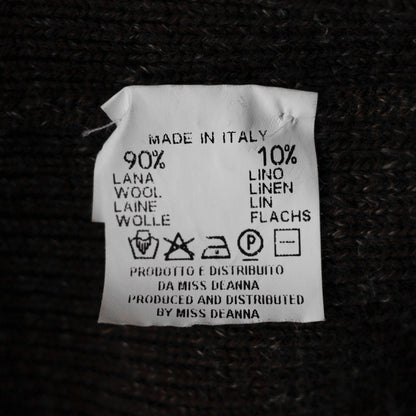 MADE IN ITALY
90% 10%
LANA LINO
WOOL LINEN
LAINE LIN
WOLLE FLACHS
P
PRODOTTO E DISTRIBUITO
DA MISS DEANNA
PRODUCED AND DISTRIBUTED
BY MISS DEANNA